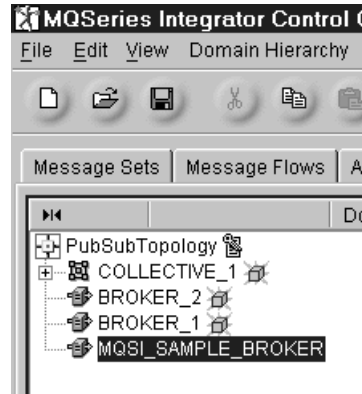 MQSeries Integrator Control
File Edit View Domain Hierarchy
Message Sets Message Flows A
Do
PubSubTopology
COLLECTIVE_1
BROKER_2
BROKER_1
MQSI_SAMPLE_BROKER